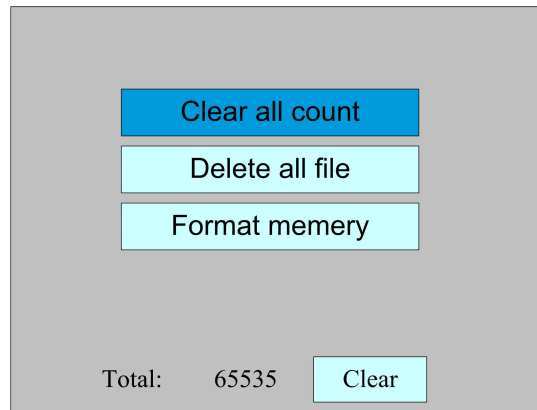 Clear all count
Delete all file
Format memery
Total: 65535 Clear